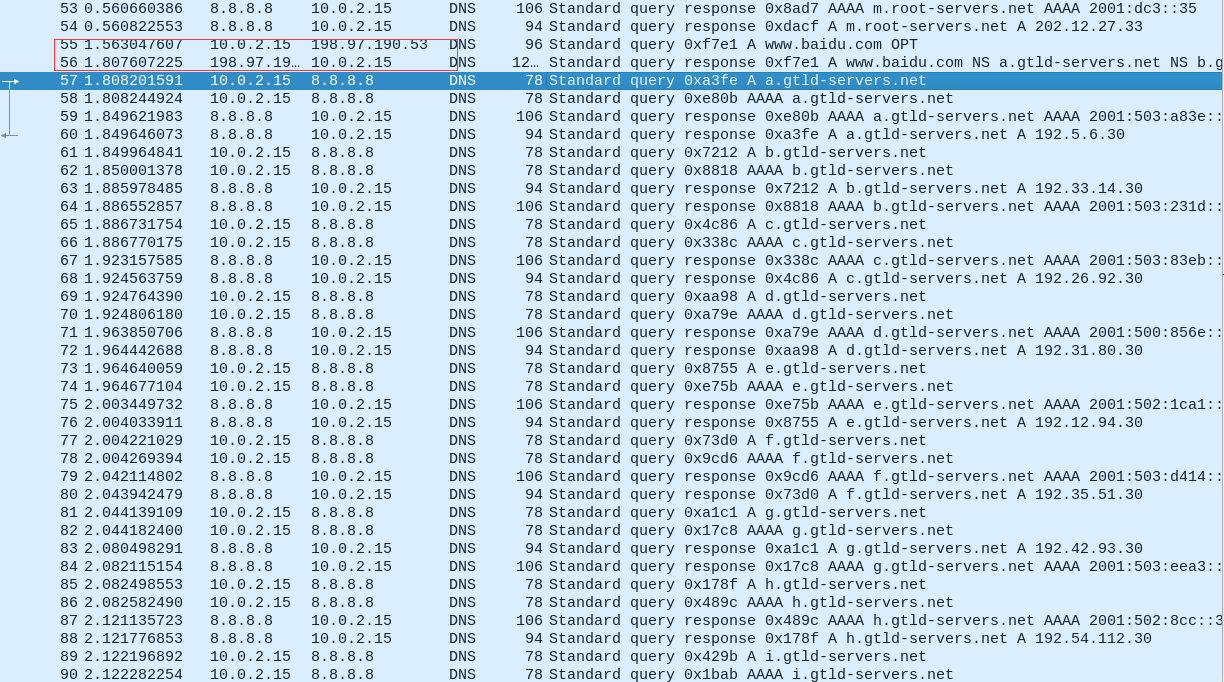 53 0.560660386 8.8.8.8 10.0.2.15 DNS 106 Standard query response 0x8ad7 AAAA m.root-servers.net AAAA 2001:dc3::35
54 0.560822553 8.8.8.8 10.0.2.15 DNS 94 Standard query response 0xdacf A m.root-servers.net A 202.12.27.33
55 1.563047607 10.0.2.15 198.97.190.53 DNS 96 Standard query 0xf7e1 A www.baidu.com OPT
56 1.807607225 198.97.19… 10.0.2.15 DNS 12… Standard query response 0xf7e1 A www.baidu.com NS a.gtld-servers.net NS b.g
57 1.808201591 10.0.2.15 8.8.8.8 DNS 78 Standard query 0xa3fe A a.gtld-servers.net
58 1.808244924 10.0.2.15 8.8.8.8 DNS 78 Standard query 0xe80b AAAA a.gtld-servers.net
59 1.849621983 8.8.8.8 10.0.2.15 DNS 106 Standard query response 0xe80b AAAA a.gtld-servers.net AAAA 2001:503:a83e::
60 1.849646073 8.8.8.8 10.0.2.15 DNS 94 Standard query response 0xa3fe A a.gtld-servers.net A 192.5.6.30
61 1.849964841 10.0.2.15 8.8.8.8 DNS 78 Standard query 0x7212 A b.gtld-servers.net
62 1.850001378 10.0.2.15 8.8.8.8 DNS 78 Standard query 0x8818 AAAA b.gtld-servers.net
63 1.885978485 8.8.8.8 10.0.2.15 DNS 94 Standard query response 0x7212 A b.gtld-servers.net A 192.33.14.30
64 1.886552857 8.8.8.8 10.0.2.15 DNS 106 Standard query response 0x8818 AAAA b.gtld-servers.net AAAA 2001:503:231d::
65 1.886731754 10.0.2.15 8.8.8.8 DNS 78 Standard query 0x4c86 A c.gtld-servers.net
66 1.886770175 10.0.2.15 8.8.8.8 DNS 78 Standard query 0x338c AAAA c.gtld-servers.net
67 1.923157585 8.8.8.8 10.0.2.15 DNS 106 Standard query response 0x338c AAAA c.gtld-servers.net AAAA 2001:503:83eb::
68 1.924563759 8.8.8.8 10.0.2.15 DNS 94 Standard query response 0x4c86 A c.gtld-servers.net A 192.26.92.30
69 1.924764390 10.0.2.15 8.8.8.8 DNS 78 Standard query 0xaa98 A d.gtld-servers.net
70 1.924806180 10.0.2.15 8.8.8.8 DNS 78 Standard query 0xa79e AAAA d.gtld-servers.net
71 1.963850706 8.8.8.8 10.0.2.15 DNS 106 Standard query response 0xa79e AAAA d.gtld-servers.net AAAA 2001:500:856e::
72 1.964442688 8.8.8.8 10.0.2.15 DNS 94 Standard query response 0xaa98 A d.gtld-servers.net A 192.31.80.30
73 1.964640059 10.0.2.15 8.8.8.8 DNS 78 Standard query 0x8755 A e.gtld-servers.net
74 1.964677104 10.0.2.15 8.8.8.8 DNS 78 Standard query 0xe75b AAAA e.gtld-servers.net
75 2.003449732 8.8.8.8 10.0.2.15 DNS 106 Standard query response 0xe75b AAAA e.gtld-servers.net AAAA 2001:502:1ca1::
76 2.004033911 8.8.8.8 10.0.2.15 DNS 94 Standard query response 0x8755 A e.gtld-servers.net A 192.12.94.30
77 2.004221029 10.0.2.15 8.8.8.8 DNS 78 Standard query 0x73d0 A f.gtld-servers.net
78 2.004269394 10.0.2.15 8.8.8.8 DNS 78 Standard query 0x9cd6 AAAA f.gtld-servers.net
79 2.042114802 8.8.8.8 10.0.2.15 DNS 106 Standard query response 0x9cd6 AAAA f.gtld-servers.net AAAA 2001:503:d414::
80 2.043942479 8.8.8.8 10.0.2.15 DNS 94 Standard query response 0x73d0 A f.gtld-servers.net A 192.35.51.30
81 2.044139109 10.0.2.15 8.8.8.8 DNS 78 Standard query 0xa1c1 A g.gtld-servers.net
82 2.044182400 10.0.2.15 8.8.8.8 DNS 78 Standard query 0x17c8 AAAA g.gtld-servers.net
83 2.080498291 8.8.8.8 10.0.2.15 DNS 94 Standard query response 0xa1c1 A g.gtld-servers.net A 192.42.93.30
84 2.082115154 8.8.8.8 10.0.2.15 DNS 106 Standard query response 0x17c8 AAAA g.gtld-servers.net AAAA 2001:503:eea3::
85 2.082498553 10.0.2.15 8.8.8.8 DNS 78 Standard query 0x178f A h.gtld-servers.net
86 2.082582490 10.0.2.15 8.8.8.8 DNS 78 Standard query 0x489c AAAA h.gtld-servers.net
87 2.121135723 8.8.8.8 10.0.2.15 DNS 106 Standard query response 0x489c AAAA h.gtld-servers.net AAAA 2001:502:8cc::3
88 2.121776853 8.8.8.8 10.0.2.15 DNS 94 Standard query response 0x178f A h.gtld-servers.net A 192.54.112.30
89 2.122196892 10.0.2.15 8.8.8.8 DNS 78 Standard query 0x429b A i.gtld-servers.net
90 2.122282254 10.0.2.15 8.8.8.8 DNS 78 Standard query 0x1bab AAAA i.gtld-servers.net